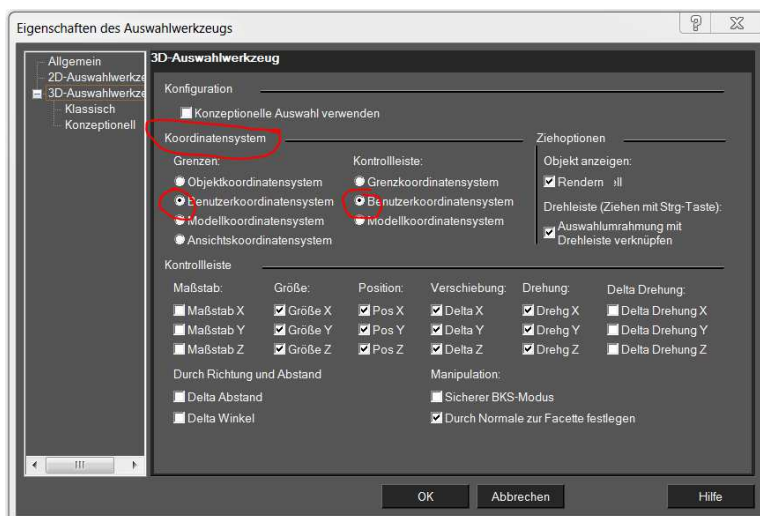 Eigenschaften des Auswahlwerkzeugs
Allgemein
2D-Auswahlwerkze
3D-Auswahlwerkze
Klassisch
Konzeptionell
3D-Auswahlwerkzeug
Konfiguration
Konzeptionelle Auswahl verwenden
Koordinatensystem
Grenzen:
Objektkoordinatensystem
Benutzerkoordinatensystem
Modellkoordinatensystem
Ansichtskoordinatensystem
Kontrollleiste:
Grenzkoordinatensystem
Benutzerkoordinatensystem
Modellkoordinatensystem
Ziehoptionen
Objekt anzeigen:
Rendern
Drehleiste (Ziehen mit Strg-Taste):
Auswahlumrahmung mit
Drehleiste verknüpfen
Kontrollleiste
Maßstab: Größe: Position: Verschiebung: Drehung: Delta Drehung:
Maßstab X Größe X Pos X Delta X Drehg X Delta Drehung X
Maßstab Y Größe Y Pos Y Delta Y Drehg Y Delta Drehung Y
Maßstab Z Größe Z Pos Z Delta Z Drehg Z Delta Drehung Z
Durch Richtung und Abstand
Delta Abstand
Delta Winkel
Manipulation:
Sicherer BKS-Modus
Durch Normale zur Facette festlegen
OK Abbrechen Hilfe